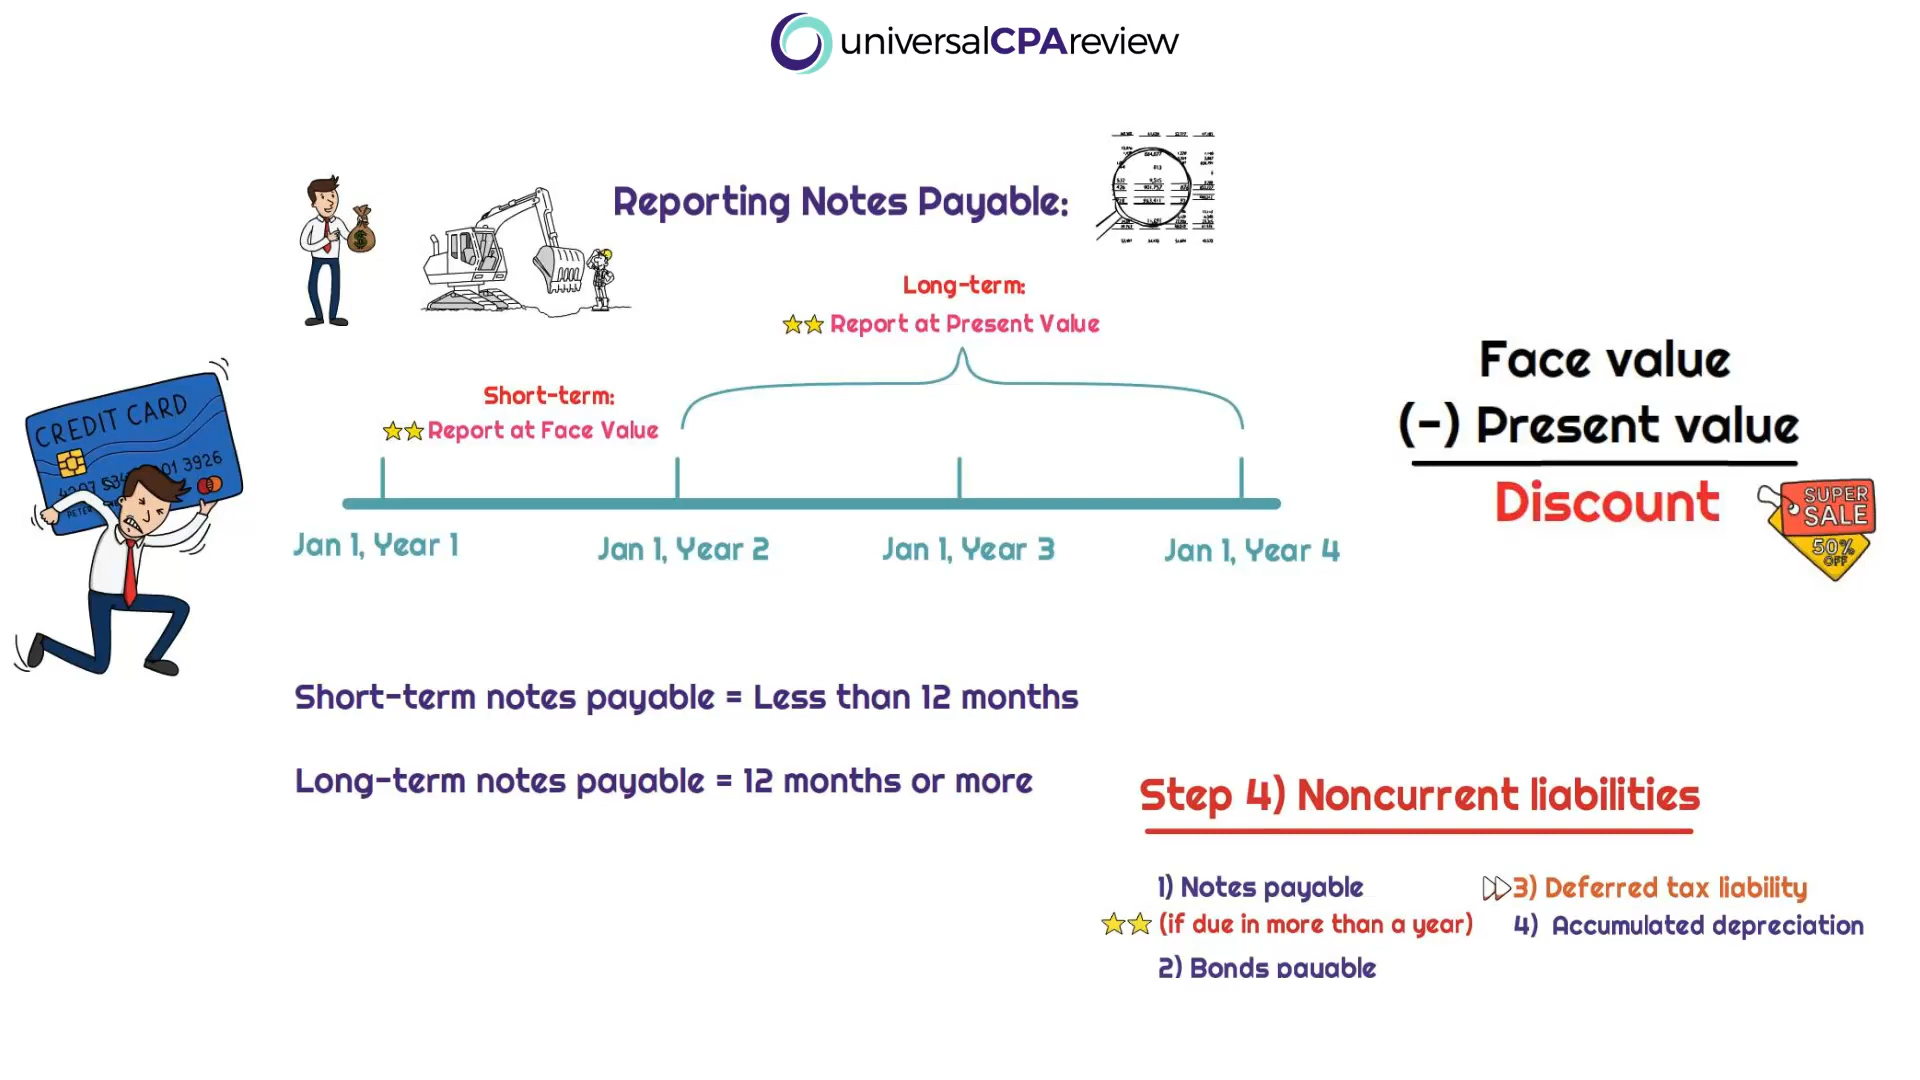 universalCPAreview
Reporting Notes Payable:
Long-term:
Report at Present Value
Short-term:
Report at Face Value
Jan 1, Year 1
Jan 1, Year 2
Jan 1, Year 3
Jan 1, Year 4
CREDIT CARD
3926
Face value
(-) Present value
Discount
SUPER
SALE
50%
OFF
Short-term notes payable = Less than 12 months
Long-term notes payable = 12 months or more
Step 4) Noncurrent liabilities
1) Notes payable
(if due in more than a year)
2) Bonds payable
3) Deferred tax liability
4) Accumulated depreciation